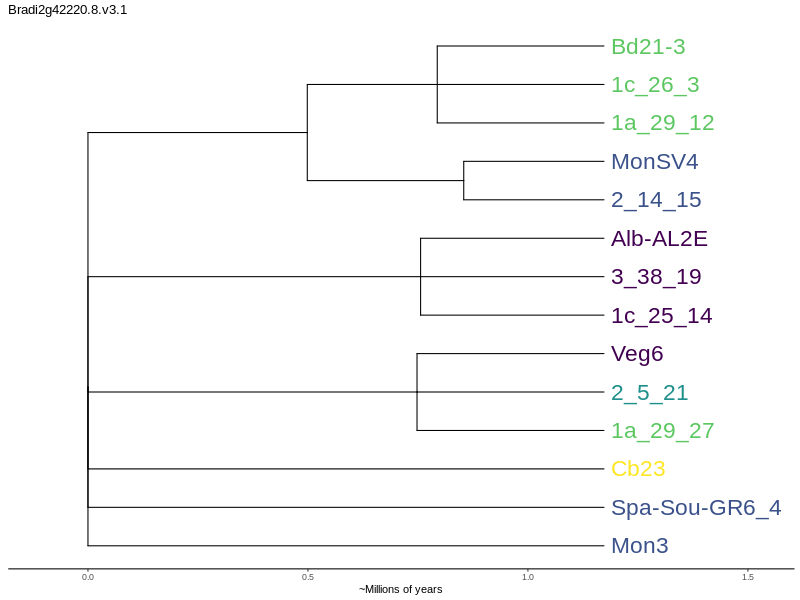 Bradi2g42220.8.v3.1
Bd21-3
1c_26_3
1a_29_12
MonSV4
2_14_15
Alb-AL2E
3_38_19
1c_25_14
Veg6
2_5_21
1a_29_27
Cb23
Spa-Sou-GR6_4
Mon3
0.0 0.5 1.0 1.5
~Millions of years